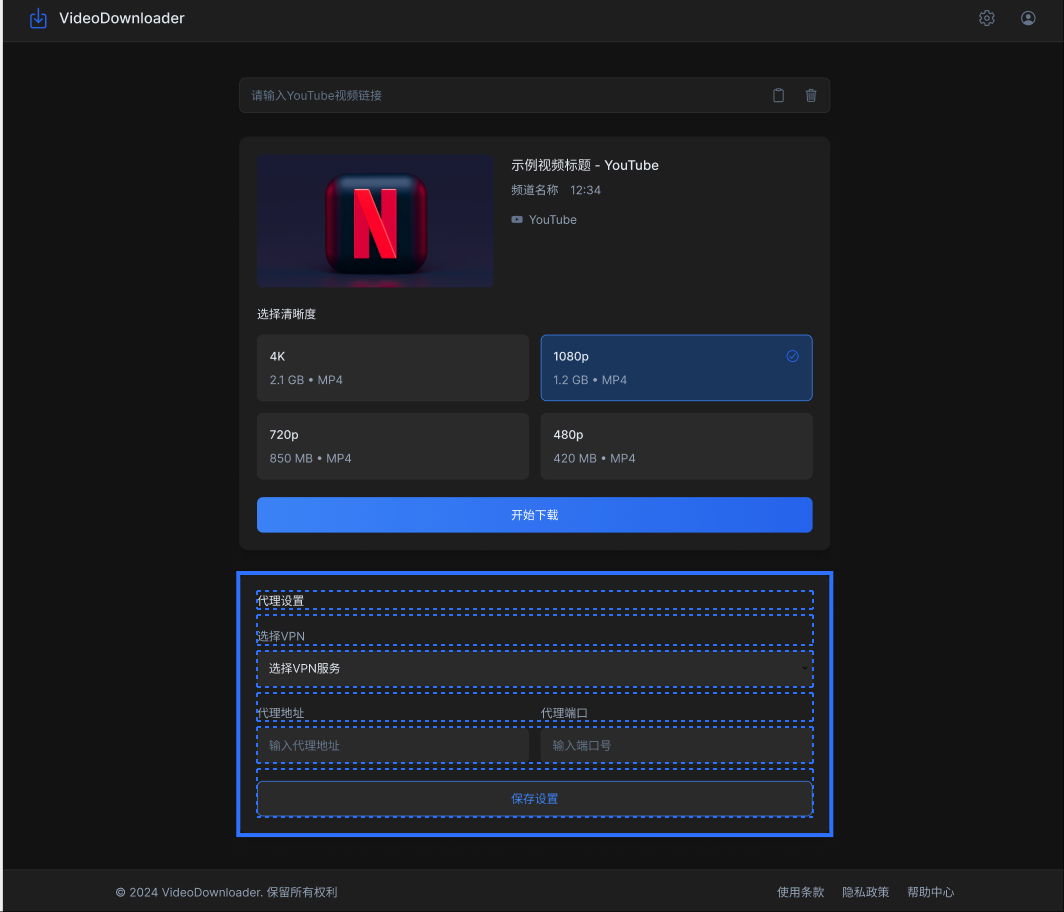 VideoDownloader
请输入YouTube视频链接
N
示例视频标题 - YouTube
频道名称 12:34
YouTube
选择清晰度
4K
2.1 GB • MP4
1080p
1.2 GB • MP4
720p
850 MB • MP4
480p
420 MB • MP4
开始下载
代理设置
选择VPN
选择VPN服务
代理地址
代理端口
输入代理地址
输入端口号
保存设置
© 2024 VideoDownloader. 保留所有权利
使用条款 隐私政策 帮助中心